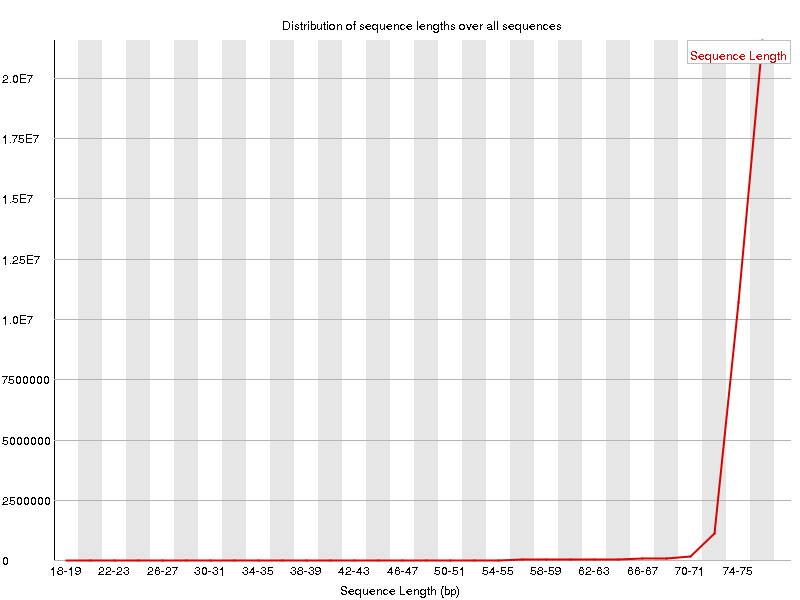 Distribution of sequence lengths over all sequences
Sequence Length
2.0E7
1.75E7
1.5E7
1.25E7
1.0E7
7500000
5000000
2500000
0
18-19 22-23 26-27 30-31 34-35 38-39 42-43 46-47 50-51 54-55 58-59 62-63 66-67 70-71 74-75
Sequence Length (bp)